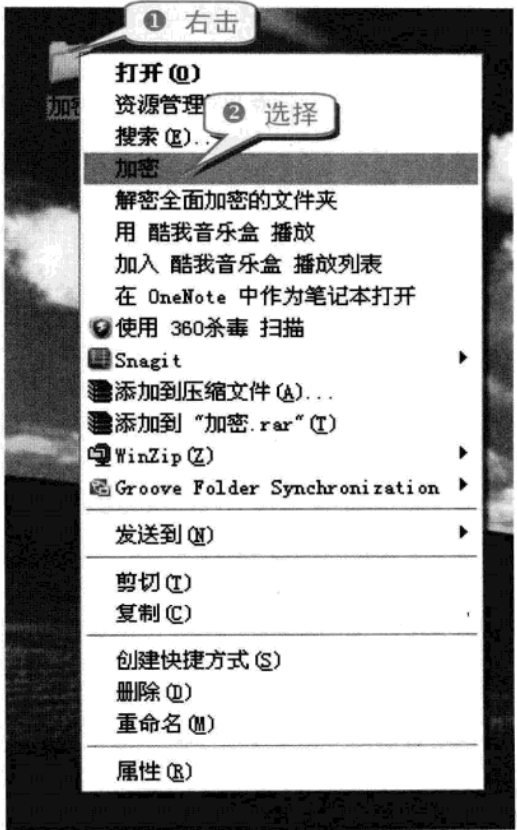 ❶ 右击
打开(O)
资源管理
❷ 选择
搜索(E)..
加密
解密全面加密的文件夹
用 酷我音乐盒 播放
加入 酷我音乐盒 播放列表
在 OneNote 中作为笔记本打开
使用 360杀毒 扫描
Snagit
添加到压缩文件(A)...
添加到 "加密.rar"(T)
WinZip(Z)
Groove Folder Synchronization
发送到(N)
剪切(T)
复制(C)
创建快捷方式(S)
删除(D)
重命名(M)
属性(R)